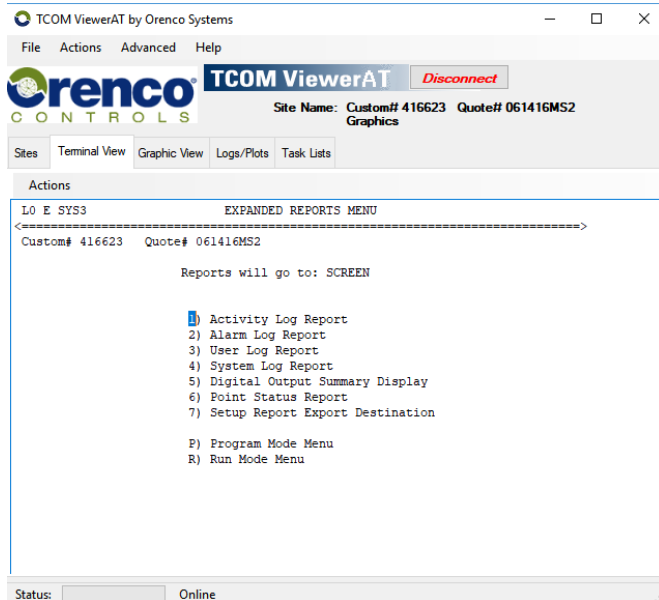 TCOM ViewerAT by Orenco Systems
File Actions Advanced Help
Orenco
CONTROLS
TCOM ViewerAT Disconnect
Site Name: Custom# 416623 Quote# 061416MS2
Graphics
Sites Terminal View Graphic View Logs/Plots Task Lists
Actions
L0 E SYS3 EXPANDED REPORTS MENU
<============================================================================>
Custom# 416623 Quote# 061416MS2
Reports will go to: SCREEN
1) Activity Log Report
2) Alarm Log Report
3) User Log Report
4) System Log Report
5) Digital Output Summary Display
6) Point Status Report
7) Setup Report Export Destination
P) Program Mode Menu
R) Run Mode Menu
Status: Online